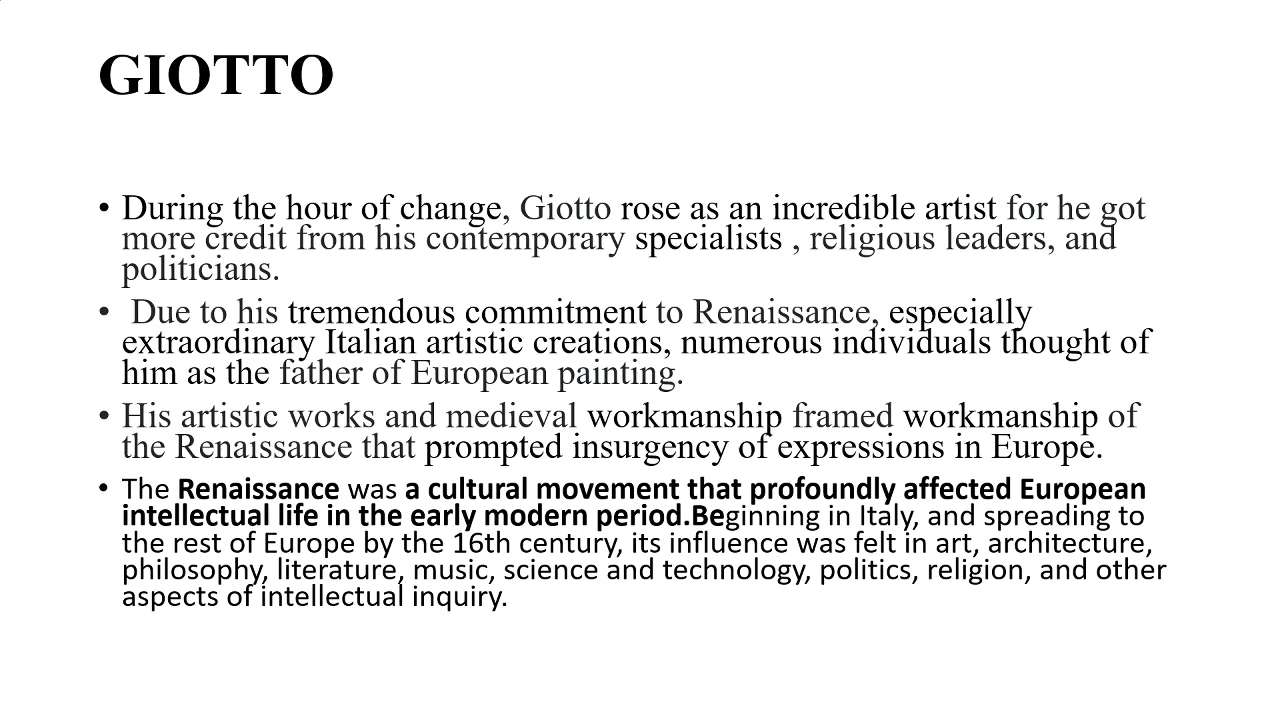 GIOTTO
• During the hour of change, Giotto rose as an incredible artist for he got
more credit from his contemporary specialists , religious leaders, and
politicians.
• Due to his tremendous commitment to Renaissance, especially
extraordinary Italian artistic creations, numerous individuals thought of
him as the father of European painting.
• His artistic works and medieval workmanship framed workmanship of
the Renaissance that prompted insurgency of expressions in Europe.
• The Renaissance was a cultural movement that profoundly affected European
intellectual life in the early modern period.Beginning in Italy, and spreading to
the rest of Europe by the 16th century, its influence was felt in art, architecture,
philosophy, literature, music, science and technology, politics, religion, and other
aspects of intellectual inquiry.